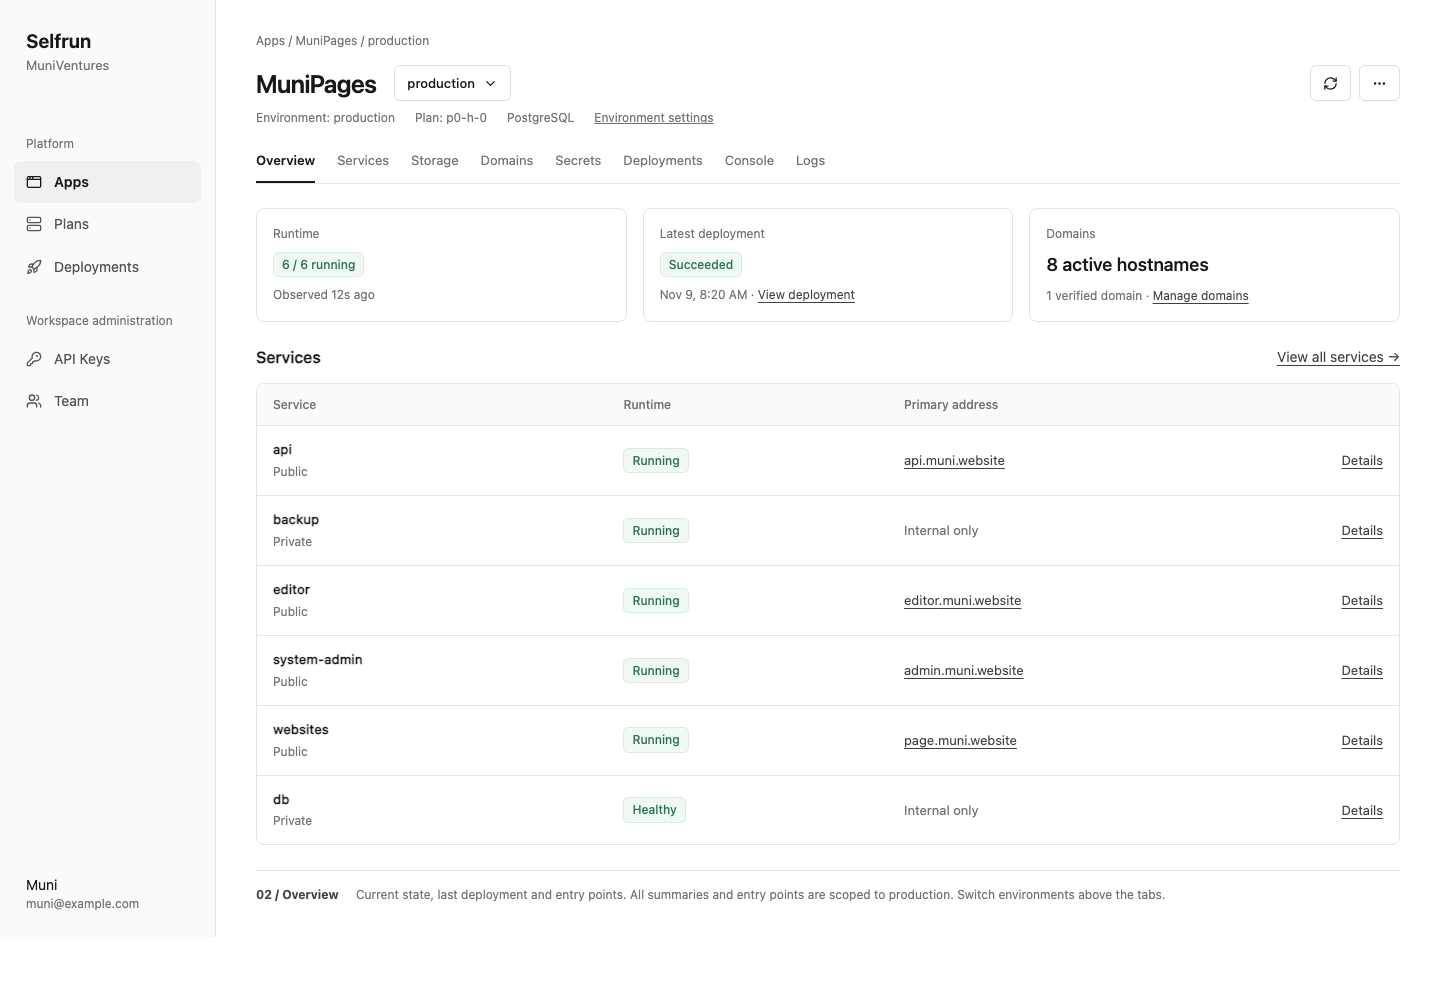 Selfrun
MuniVentures
Platform
Apps
Plans
Deployments
Workspace administration
API Keys
Team
Muni
muni@example.com
Apps / MuniPages / production
MuniPages
production
Environment: production Plan: p0-h-0 PostgreSQL Environment settings
Overview Services Storage Domains Secrets Deployments Console Logs
Runtime
6 / 6 running
Observed 12s ago
Latest deployment
Succeeded
Nov 9, 8:20 AM · View deployment
Domains
8 active hostnames
1 verified domain · Manage domains
Services
View all services →
Service Runtime Primary address
api
Public
Running
api.muni.website
Details
backup
Private
Running
Internal only
Details
editor
Public
Running
editor.muni.website
Details
system-admin
Public
Running
admin.muni.website
Details
websites
Public
Running
page.muni.website
Details
db
Private
Healthy
Internal only
Details
02 / Overview Current state, last deployment and entry points. All summaries and entry points are scoped to production. Switch environments above the tabs.